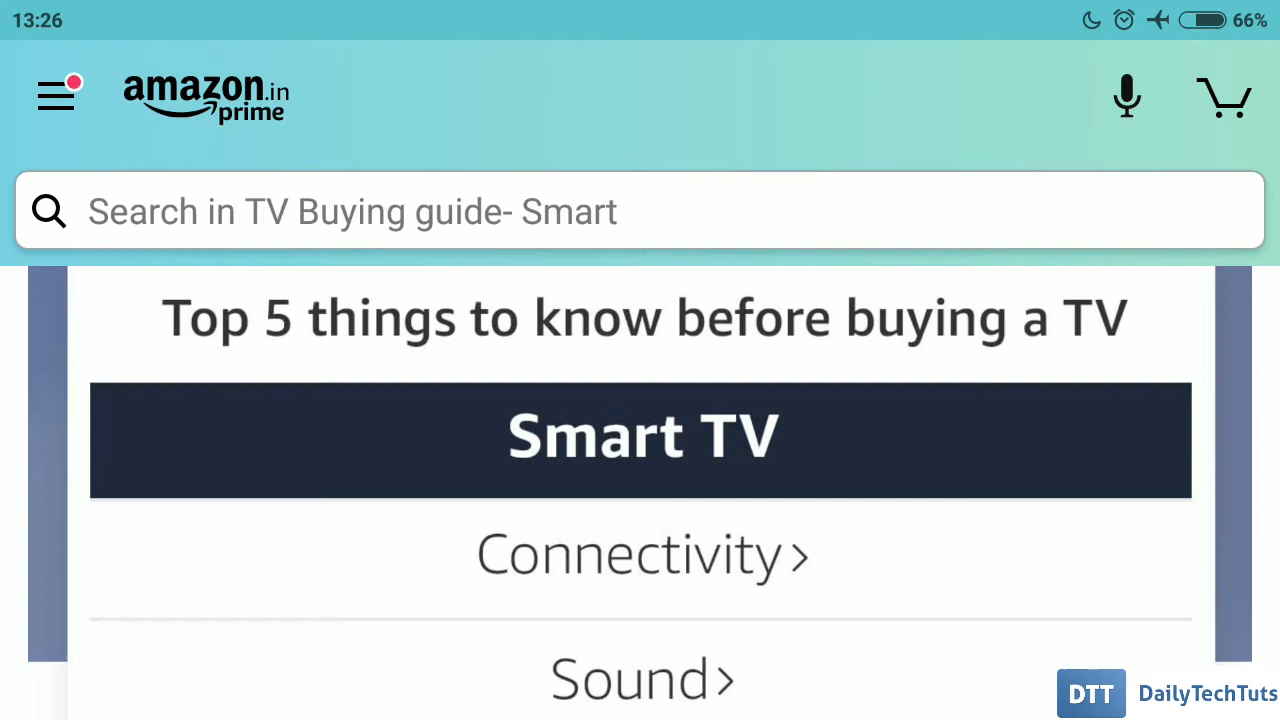 13:26
66%
amazon.in
prime
Search in TV Buying guide- Smart
Top 5 things to know before buying a TV
Smart TV
Connectivity
Sound
DTT DailyTechTuts